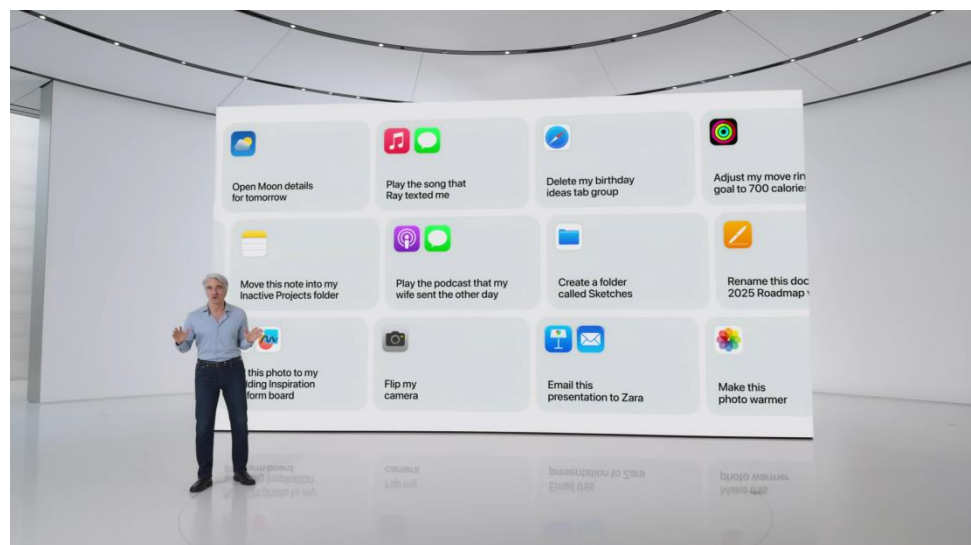 Open Moon details
for tomorrow
Play the song that
Ray texted me
Delete my birthday
ideas tab group
Adjust my move rin
goal to 700 calories
Move this note into my
Inactive Projects folder
Play the podcast that my
wife sent the other day
Create a folder
called Sketches
Rename this doc
2025 Roadmap
this photo to my
ding Inspiration
form board
Flip my
camera
Email this
presentation to Zara
Make this
photo warmer